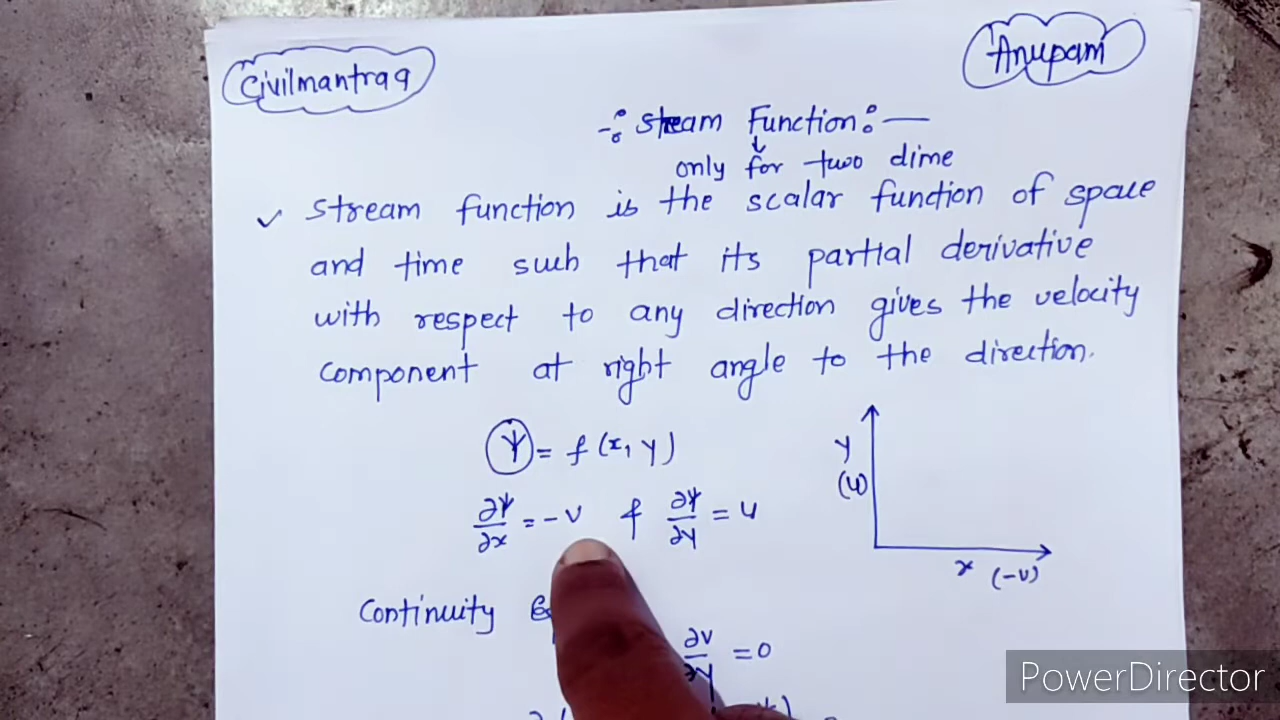 Civilmantra9
Anupam
-: Stream Function: —
↓
only for two dime
✓ Stream function is the scalar function of space
and time such that its partial derivative
with respect to any direction gives the velocity
component at right angle to the direction.
Ψ = f (x, y)
y
(u)
∂Ψ/∂x = -v & ∂Ψ/∂y = u
x (-v)
Continuity
∂v/∂y = 0
PowerDirector